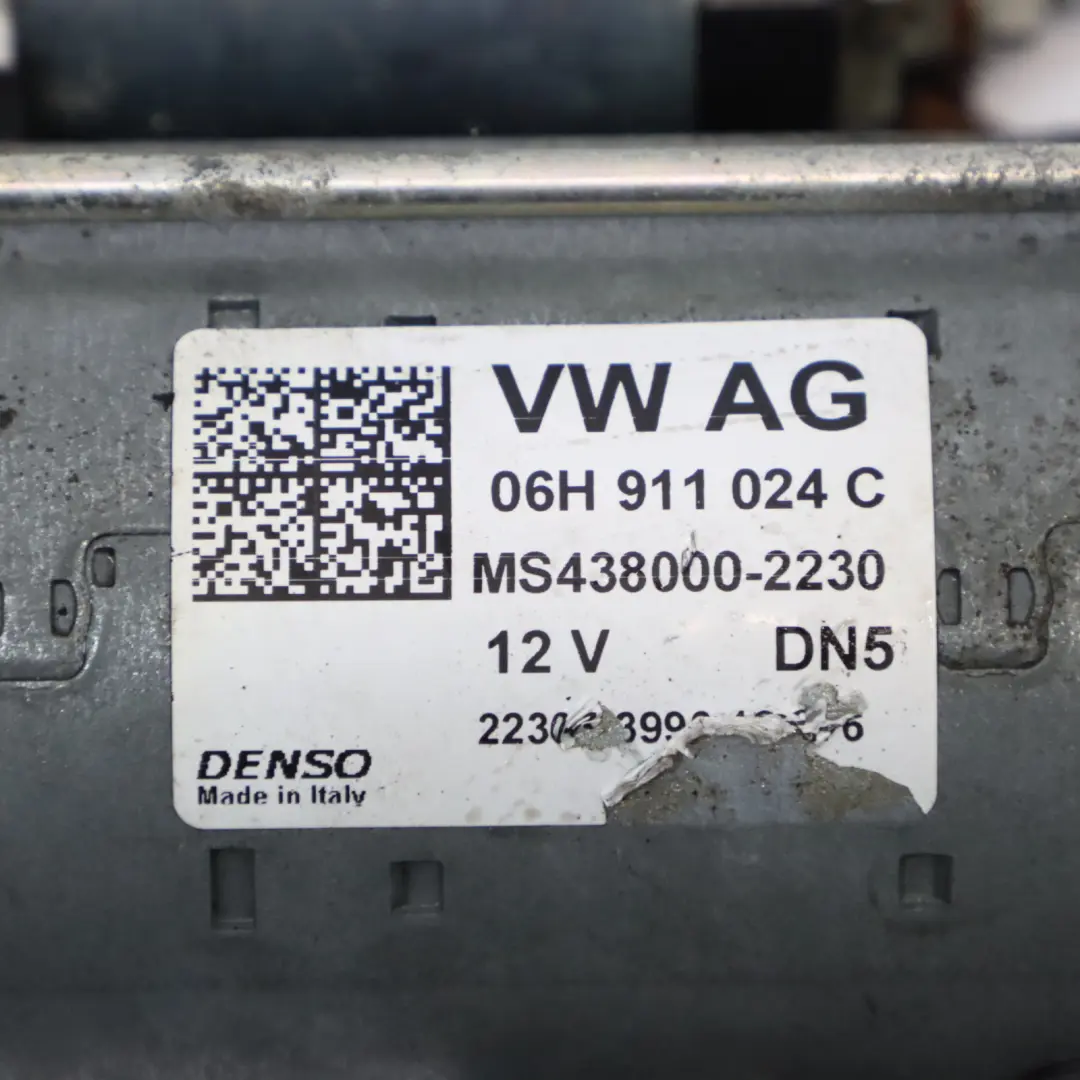 VW AG
06H 911 024 C
MS438000-2230
12 V DN5
DENSO
Made in Italy